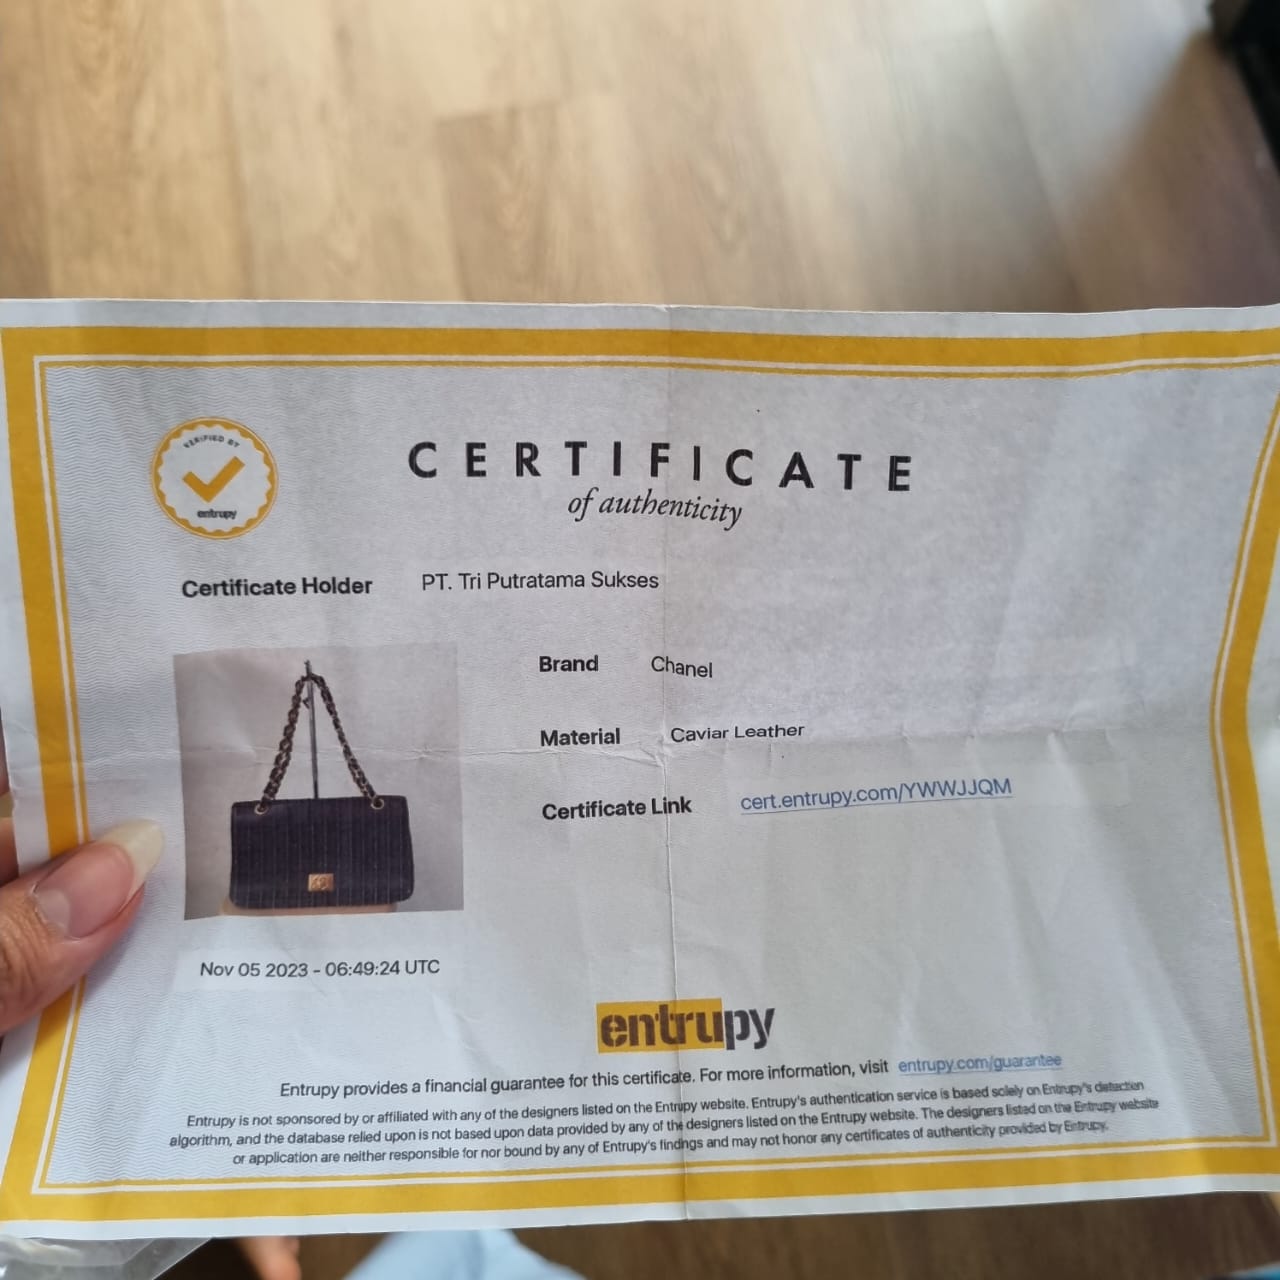 VERIFIED BY
entrupy
CERTIFICATE
of authenticity
Certificate Holder PT. Tri Putratama Sukses
Brand Chanel
Material Caviar Leather
Certificate Link cert.entrupy.com/YWWJJQM
Nov 05 2023 - 06:49:24 UTC
entrupy
Entrupy provides a financial guarantee for this certificate. For more information, visit entrupy.com/guarantee
Entrupy is not sponsored by or affiliated with any of the designers listed on the Entrupy website. Entrupy's authentication service is based solely on Entrupy's detection
algorithm, and the database relied upon is not based upon data provided by any of the designers listed on the Entrupy website. The designers listed on the Entrupy website
or application are neither responsible for nor bound by any of Entrupy's findings and may not honor any certificates of authenticity provided by Entrupy.